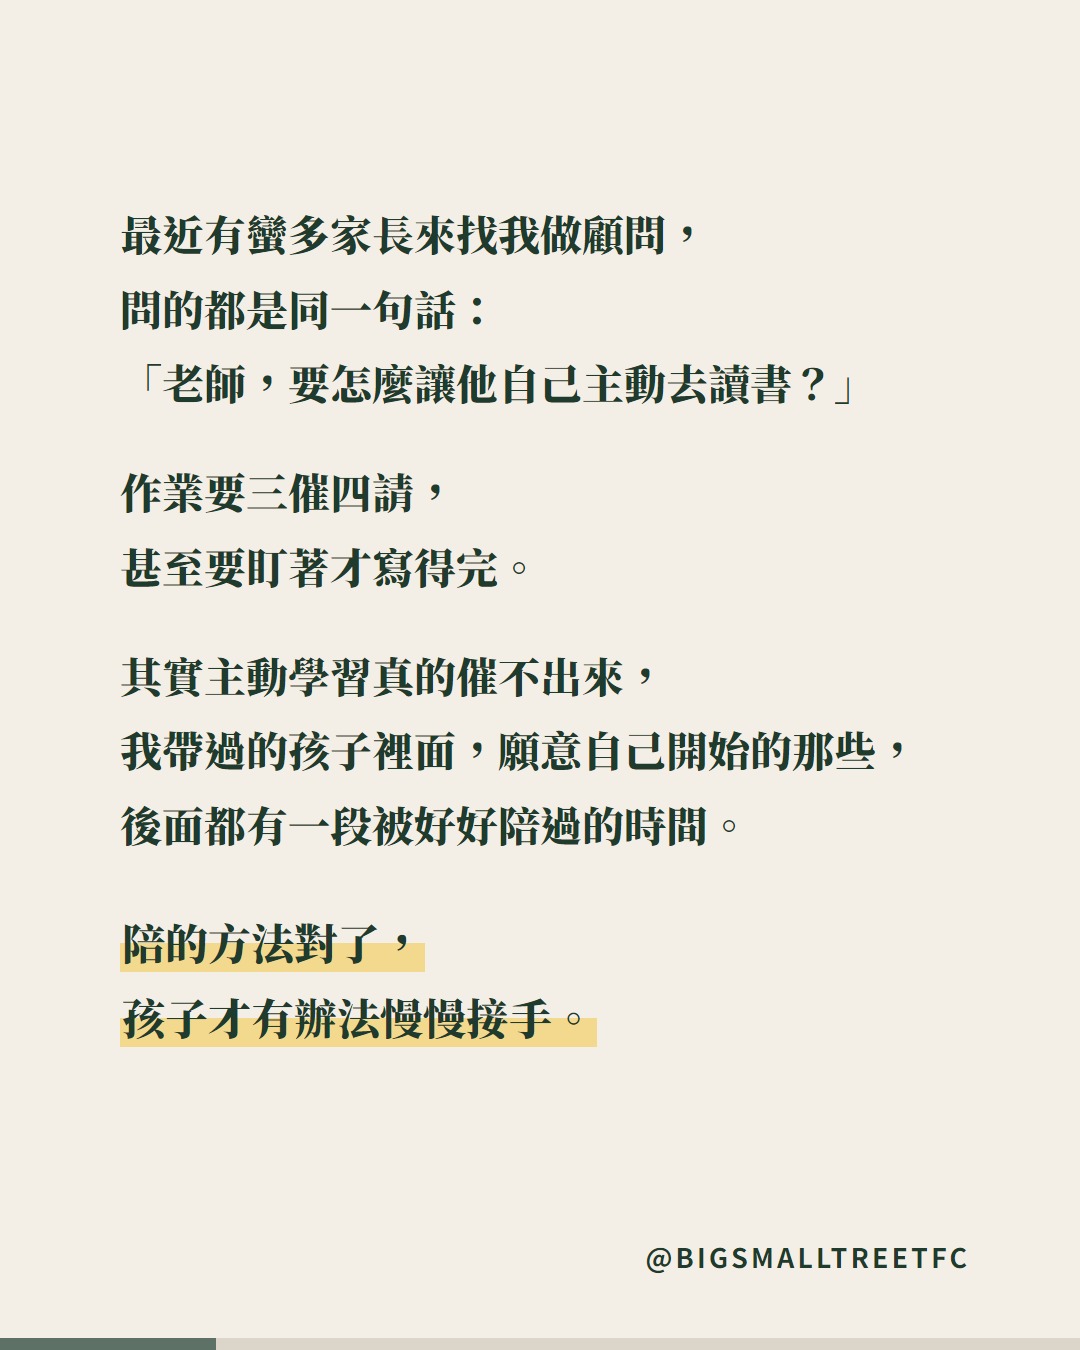 最近有蠻多家長來找我做顧問，
問的都是同一句話：
「老師，要怎麼讓他自己主動去讀書？」
作業要三催四請，
甚至要盯著才寫得完。
其實主動學習真的催不出來，
我帶過的孩子裡面，願意自己開始的那些，
後面都有一段被好好陪過的時間。
陪的方法對了，
孩子才有辦法慢慢接手。
@BIGSMALLTREETFC